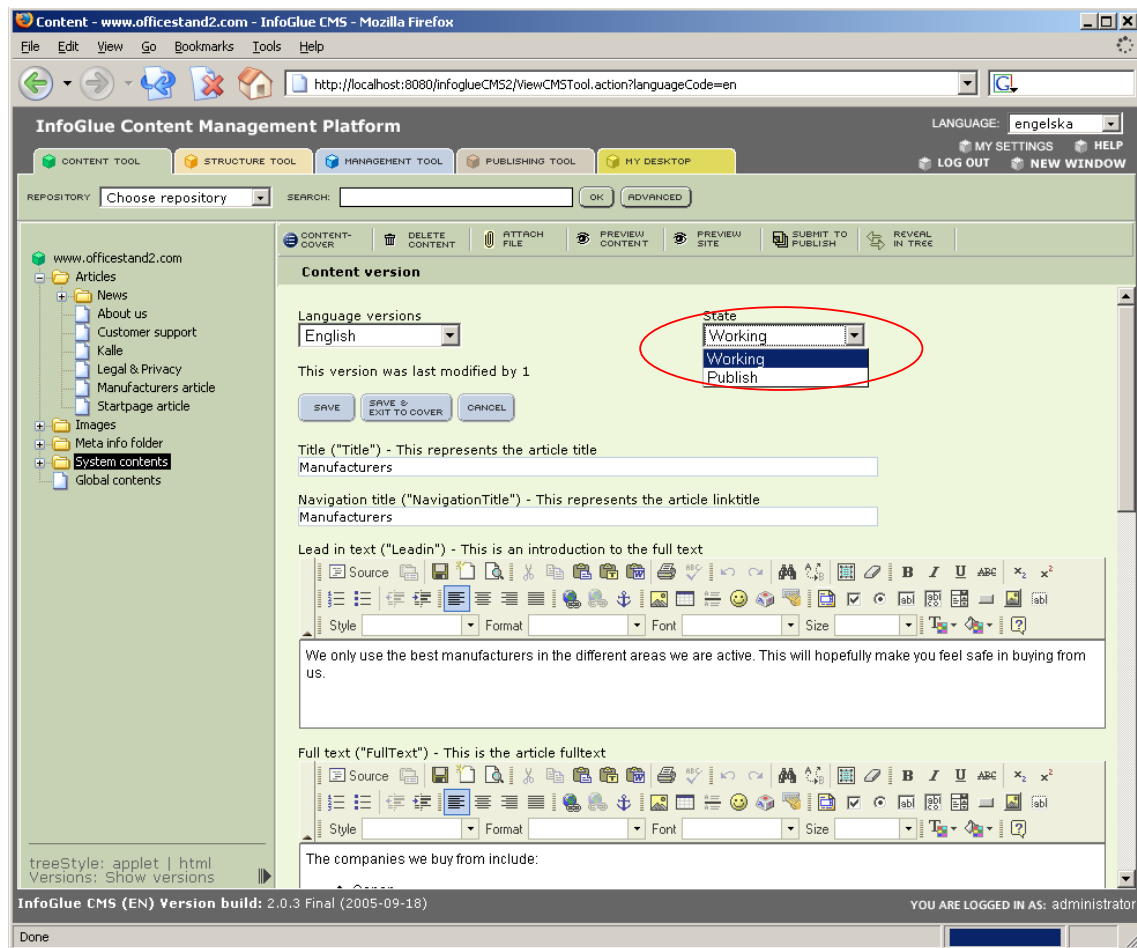 Content - www.officestand2.com - InfoGlue CMS - Mozilla Firefox
File Edit View Go Bookmarks Tools Help
http://localhost:8080/infoglueCMS2/ViewCMSTool.action?languageCode=en
G
InfoGlue Content Management Platform
LANGUAGE: engelska
MY SETTINGS HELP
CONTENT TOOL STRUCTURE TOOL MANAGEMENT TOOL PUBLISHING TOOL MY DESKTOP
LOG OUT NEW WINDOW
REPOSITORY Choose repository SEARCH: OK ADVANCED
CONTENT-COVER DELETE CONTENT ATTACH FILE PREVIEW CONTENT PREVIEW SITE SUBMIT TO PUBLISH REVEAL IN TREE
www.officestand2.com
Articles
News
About us
Customer support
Kalle
Legal & Privacy
Manufacturers article
Startpage article
Images
Meta info folder
System contents
Global contents
Content version
Language versions State
English Working
Working
Publish
This version was last modified by 1
SAVE SAVE & EXIT TO COVER CANCEL
Title ("Title") - This represents the article title
Manufacturers
Navigation title ("NavigationTitle") - This represents the article linktitle
Manufacturers
Lead in text ("Leadin") - This is an introduction to the full text
Source B I U ABC x₂ x²
Style Format Font Size
We only use the best manufacturers in the different areas we are active. This will hopefully make you feel safe in buying from
us.
Full text ("FullText") - This is the article fulltext
Source B I U ABC x₂ x²
Style Format Font Size
The companies we buy from include:
treeStyle: applet | html
Versions: Show versions
InfoGlue CMS (EN) Version build: 2.0.3 Final (2005-09-18) YOU ARE LOGGED IN AS: administrator
Done